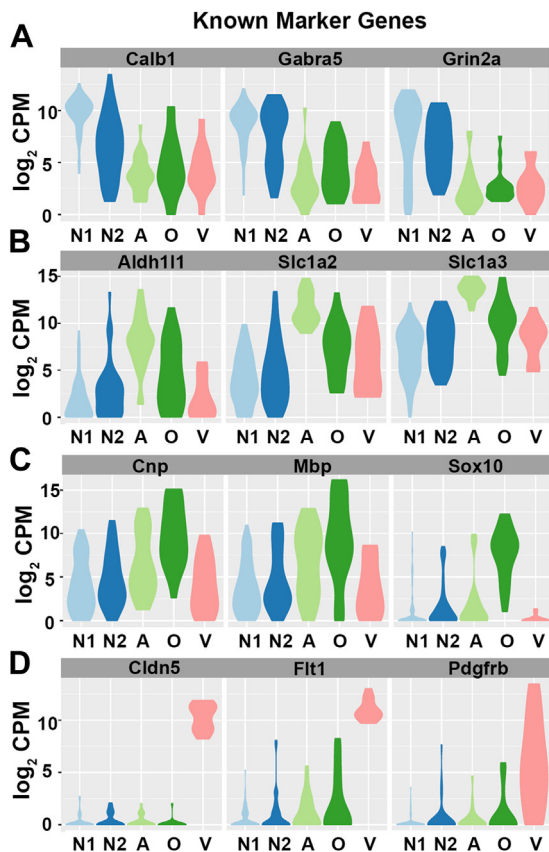 Known Marker Genes
A
Calb1 Gabra5 Grin2a
log2 CPM
10
5
0
N1 N2 A O V N1 N2 A O V N1 N2 A O V
B
Aldh1l1 Slc1a2 Slc1a3
log2 CPM
15
10
5
0
N1 N2 A O V N1 N2 A O V N1 N2 A O V
C
Cnp Mbp Sox10
log2 CPM
15
10
5
0
N1 N2 A O V N1 N2 A O V N1 N2 A O V
D
Cldn5 Flt1 Pdgfrb
log2 CPM
10
5
0
N1 N2 A O V N1 N2 A O V N1 N2 A O V